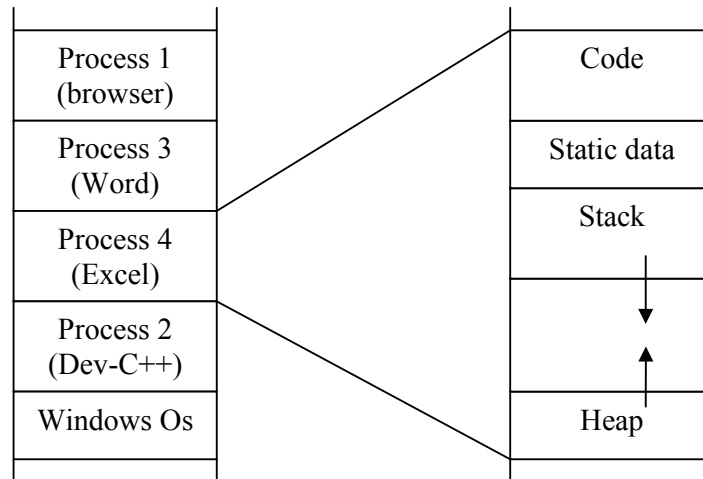 Process 1
(browser)
Process 3
(Word)
Process 4
(Excel)
Process 2
(Dev-C++)
Windows Os
Code
Static data
Stack
Heap